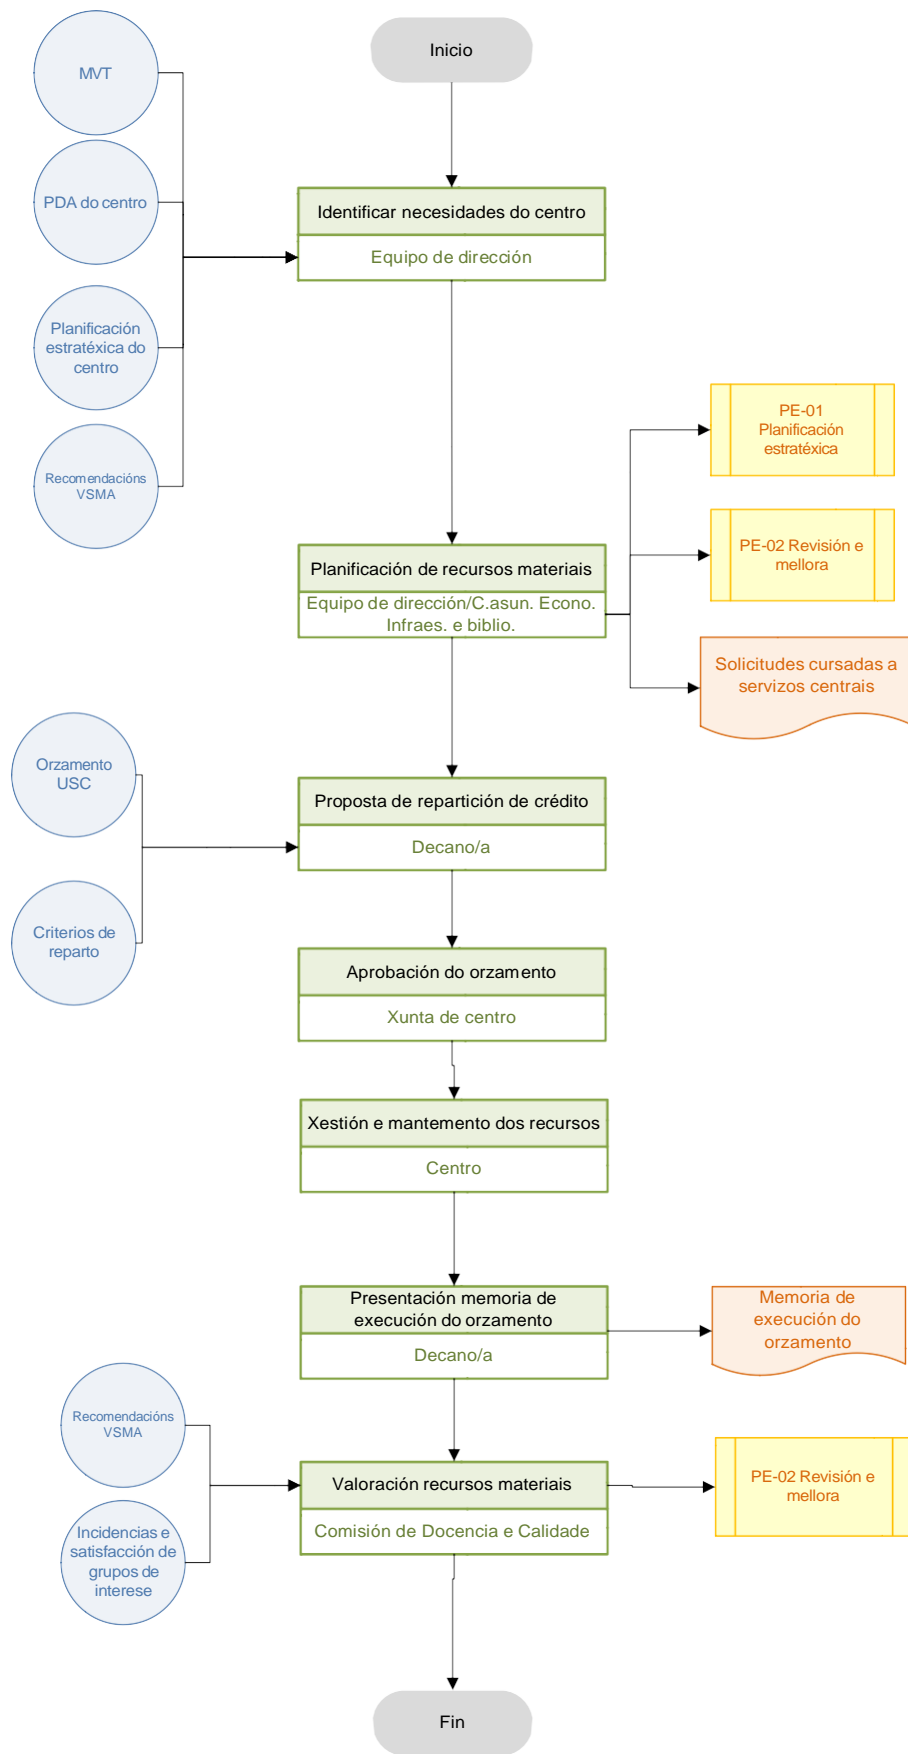 Inicio
MVT
PDA do centro
Identificar necesidades do centro
Equipo de dirección
Planificación
estratéxica do
centro
Recomendacións
VSMA
PE-01
Planificación
estratéxica
PE-02 Revisión e
mellora
Planificación de recursos materiais
Equipo de dirección/C.asun. Econo.
Infraes. e biblio.
Solicitudes cursadas a
servizos centrais
Orzamento
USC
Proposta de repartición de crédito
Decano/a
Criterios de
reparto
Aprobación do orzamento
Xunta de centro
Xestión e mantemento dos recursos
Centro
Presentación memoria de
execución do orzamento
Decano/a
Memoria de
execución do
orzamento
Recomendacións
VSMA
Valoración recursos materiais
Comisión de Docencia e Calidade
PE-02 Revisión e
mellora
Incidencias e
satisfacción de
grupos de
interese
Fin